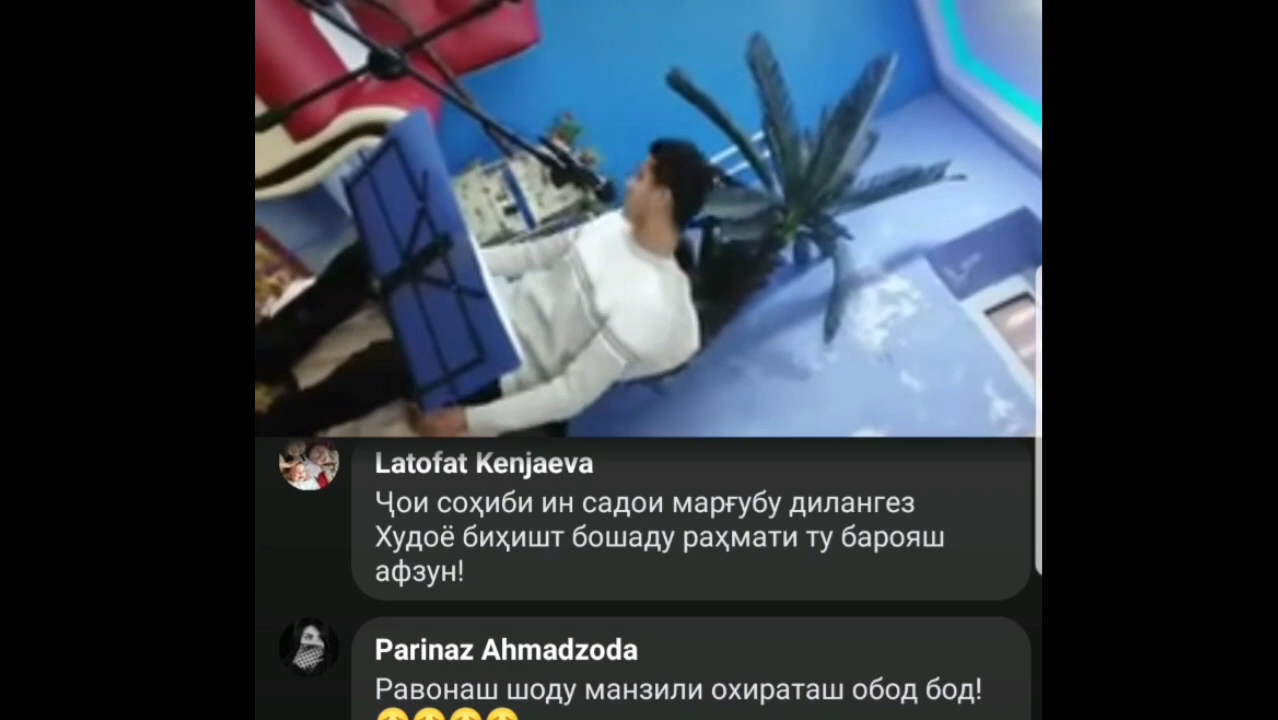 Latofat Kenjaeva
Ҷои соҳиби ин садои марғубу дилангез
Худоё биҳишт бошаду раҳмати ту барояш
афзун!
Parinaz Ahmadzoda
Равонаш шоду манзили охираташ обод бод!